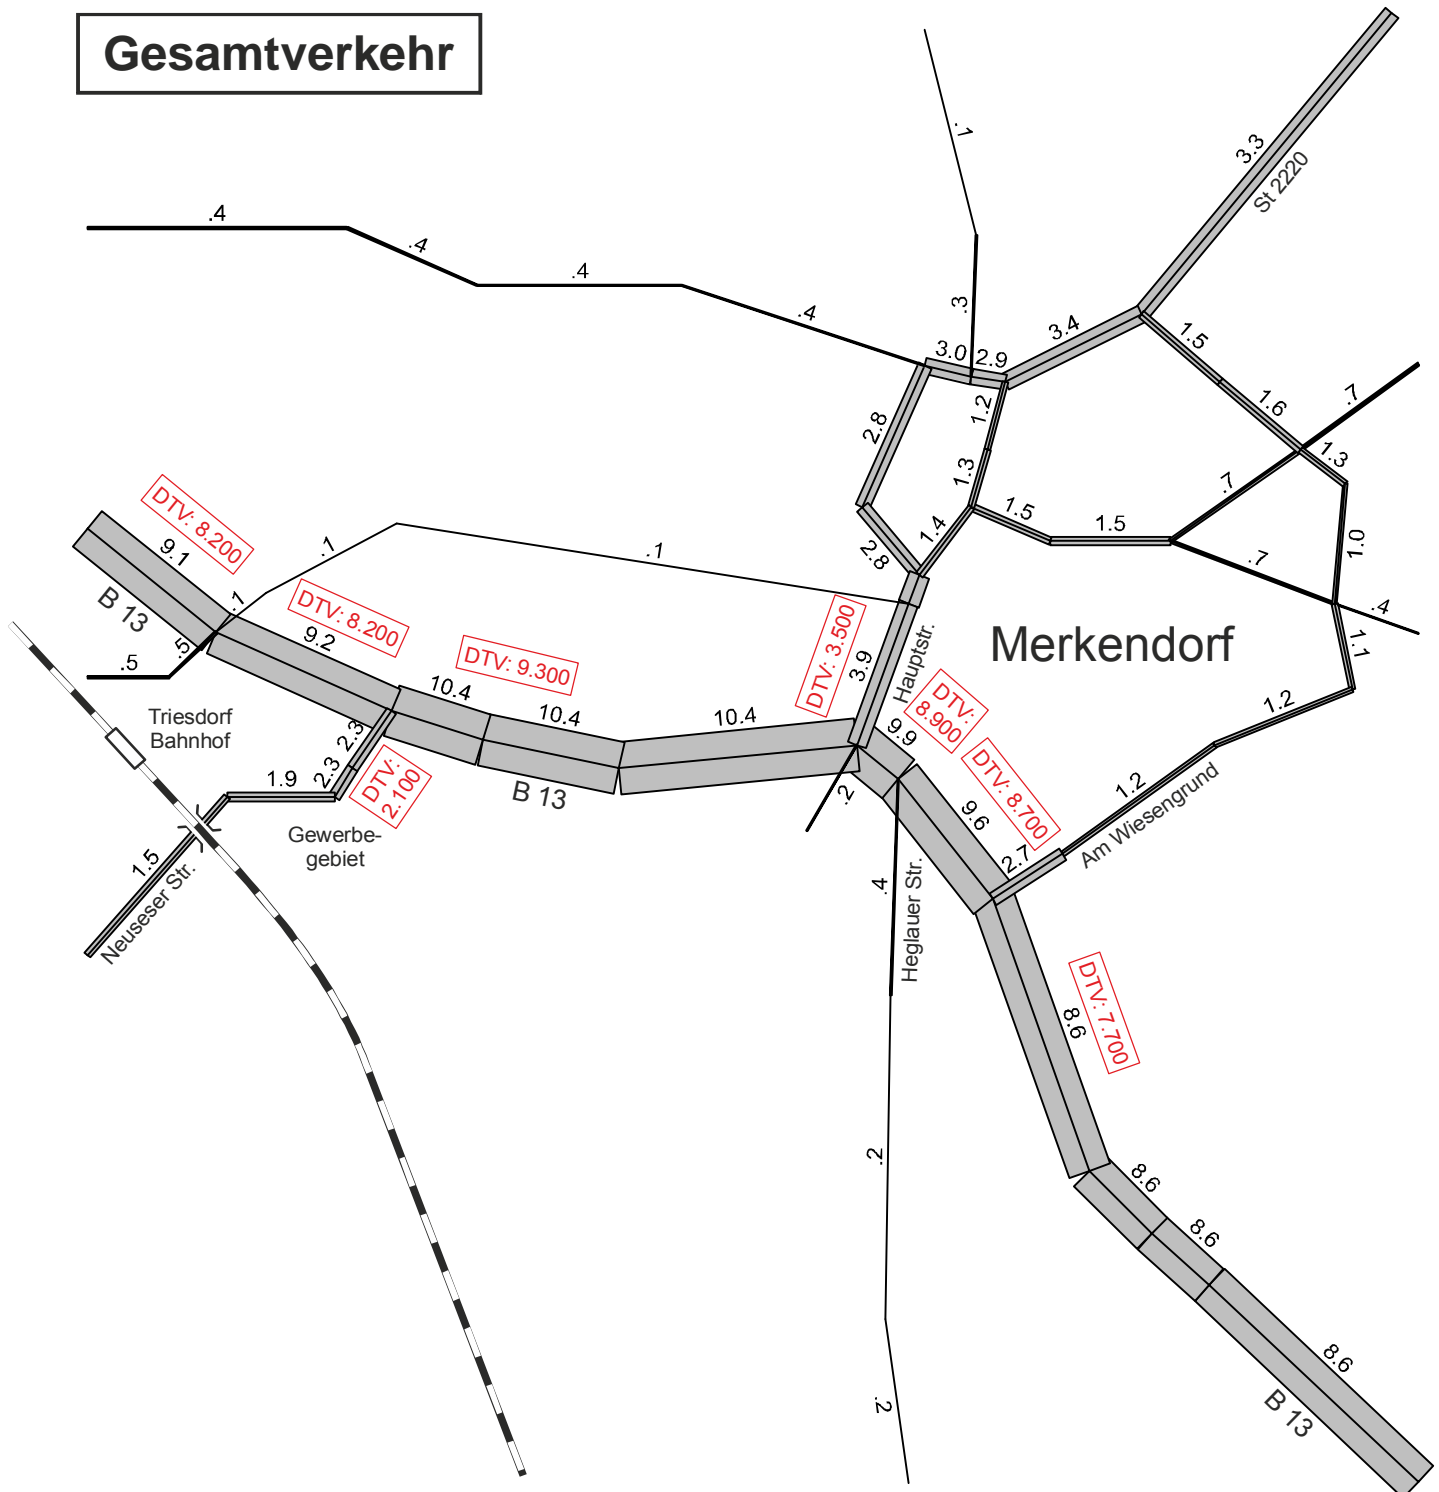 Gesamtverkehr
.1
3.3
St 2220
.4
.4
.4
.4
.3
3.4
3.0
2.9
1.5
1.2
1.6
.7
2.8
1.3
1.3
.7
1.5
1.5
1.4
2.8
1.0
.7
.4
1.1
DTV: 8.200
9.1
B 13
.1
.1
.1
DTV: 8.200
9.2
DTV: 9.300
10.4
10.4
10.4
DTV: 3.500
3.9
Hauptstr.
Merkendorf
.5
.5
DTV:
8.900
9.9
1.2
Triesdorf
Bahnhof
2.3
2.3
DTV:
2.100
1.9
B 13
.2
DTV: 8.700
9.6
2.7
1.2
Am Wiesengrund
Gewerbe-
gebiet
1.5
Neuseser Str.
.4
Heglauer Str.
DTV: 7.700
8.6
.2
8.6
8.6
8.6
B 13
.2